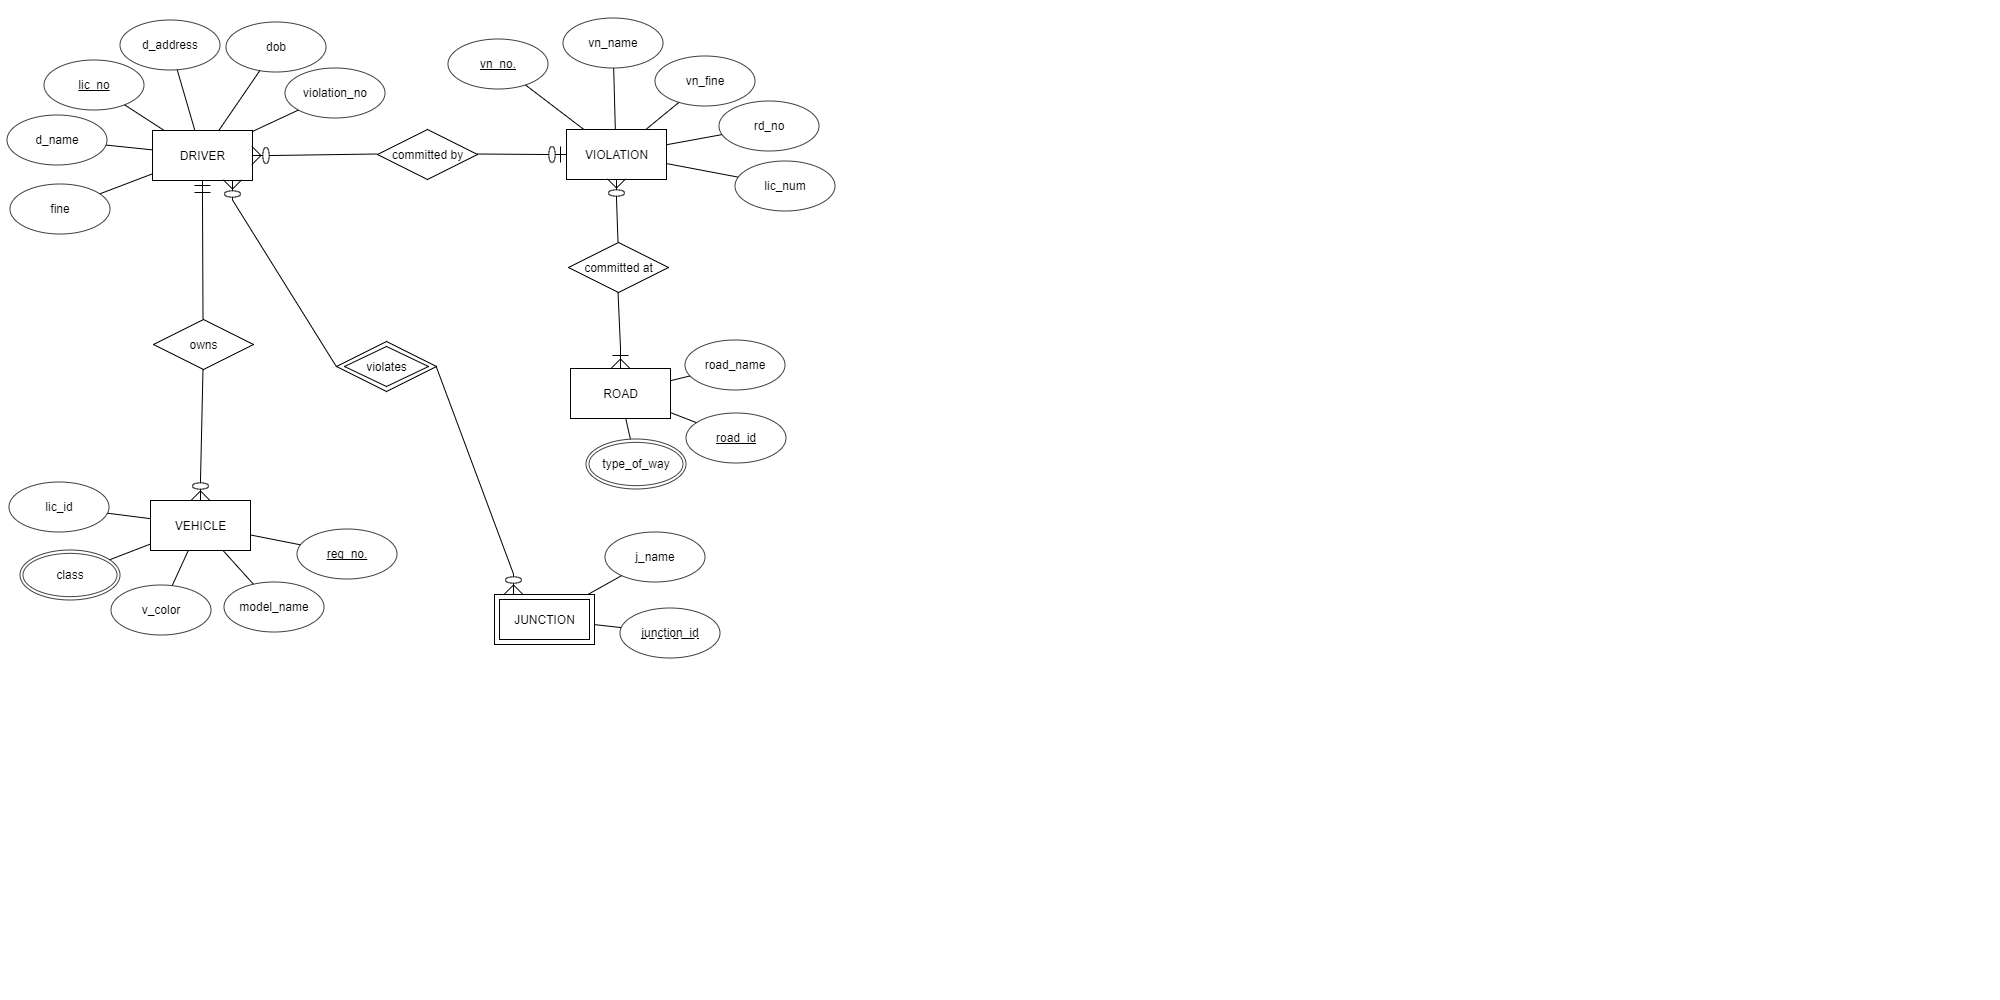 d_address
dob
lic_no
violation_no
d_name
DRIVER
fine
committed by
vn_no.
vn_name
vn_fine
rd_no
VIOLATION
lic_num
committed at
owns
violates
road_name
ROAD
road_id
type_of_way
lic_id
VEHICLE
reg_no.
class
v_color
model_name
j_name
JUNCTION
junction_id